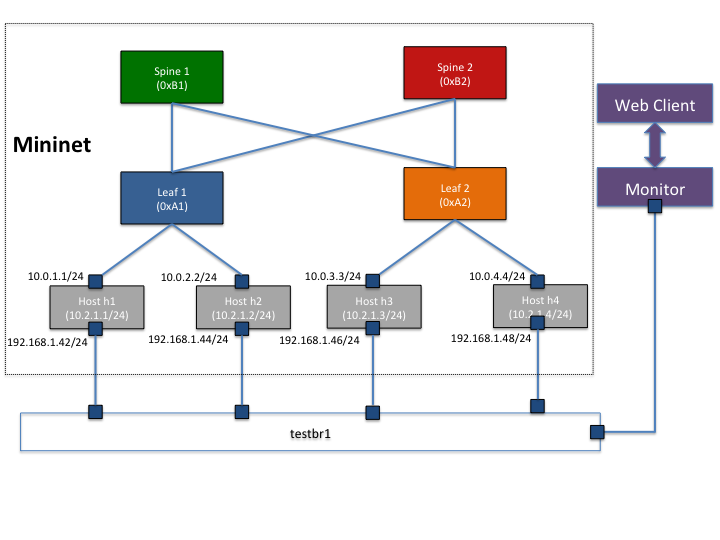 Spine 1
(0xB1)
Spine 2
(0xB2)
Web Client
Mininet
Leaf 1
(0xA1)
Leaf 2
(0xA2)
Monitor
10.0.1.1/24
10.0.2.2/24
10.0.3.3/24
10.0.4.4/24
Host h1
(10.2.1.1/24)
Host h2
(10.2.1.2/24)
Host h3
(10.2.1.3/24)
Host h4
(10.2.1.4/24)
192.168.1.42/24
192.168.1.44/24
192.168.1.46/24
192.168.1.48/24
testbr1